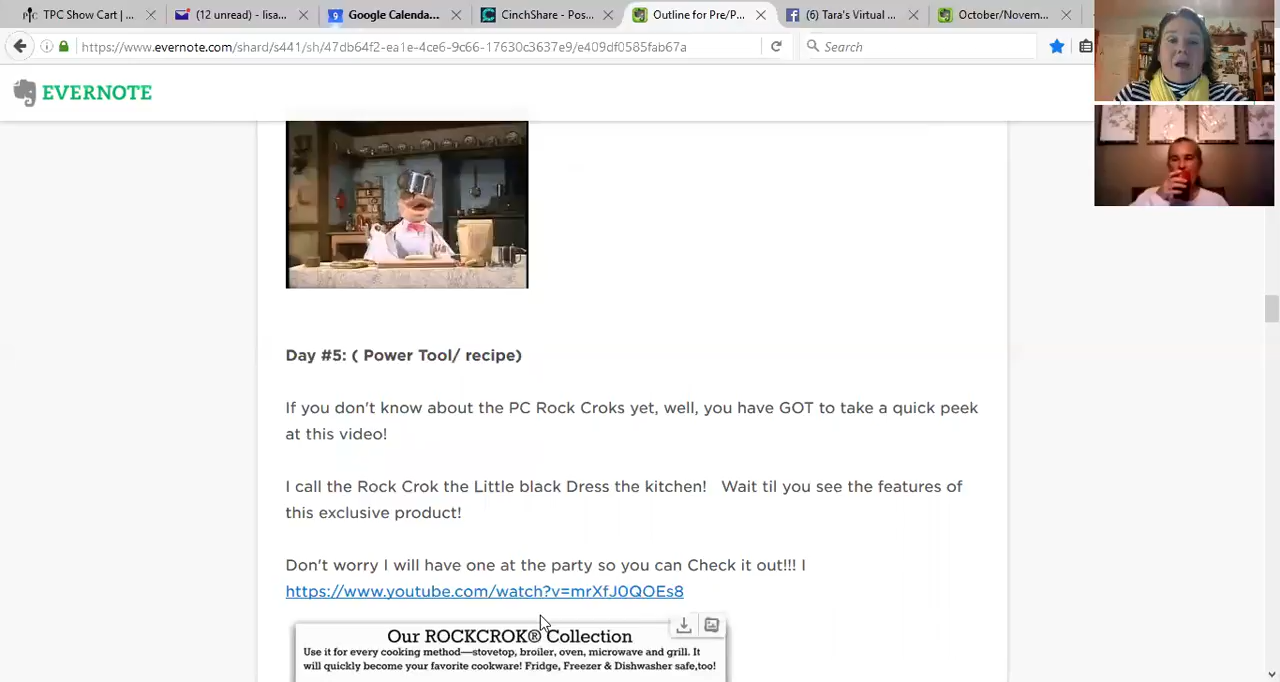 TPC Show Cart | ...
(12 unread) - lisa...
Google Calenda...
CinchShare - Pos...
Outline for Pre/P...
(6) Tara's Virtual ...
October/Novem...
https://www.evernote.com/shard/s441/sh/47db64f2-ea1e-4ce6-9c66-17630c3637e9/e409df0585fab67a
Search
EVERNOTE
Day #5: ( Power Tool/ recipe)
If you don't know about the PC Rock Croks yet, well, you have GOT to take a quick peek
at this video!
I call the Rock Crok the Little black Dress the kitchen! Wait til you see the features of
this exclusive product!
Don't worry I will have one at the party so you can Check it out!!! I
https://www.youtube.com/watch?v=mrXfJ0QOEs8
Our ROCKCROK® Collection
Use it for every cooking method—stovetop, broiler, oven, microwave and grill. It
will quickly become your favorite cookware! Fridge, Freezer & Dishwasher safe,too!